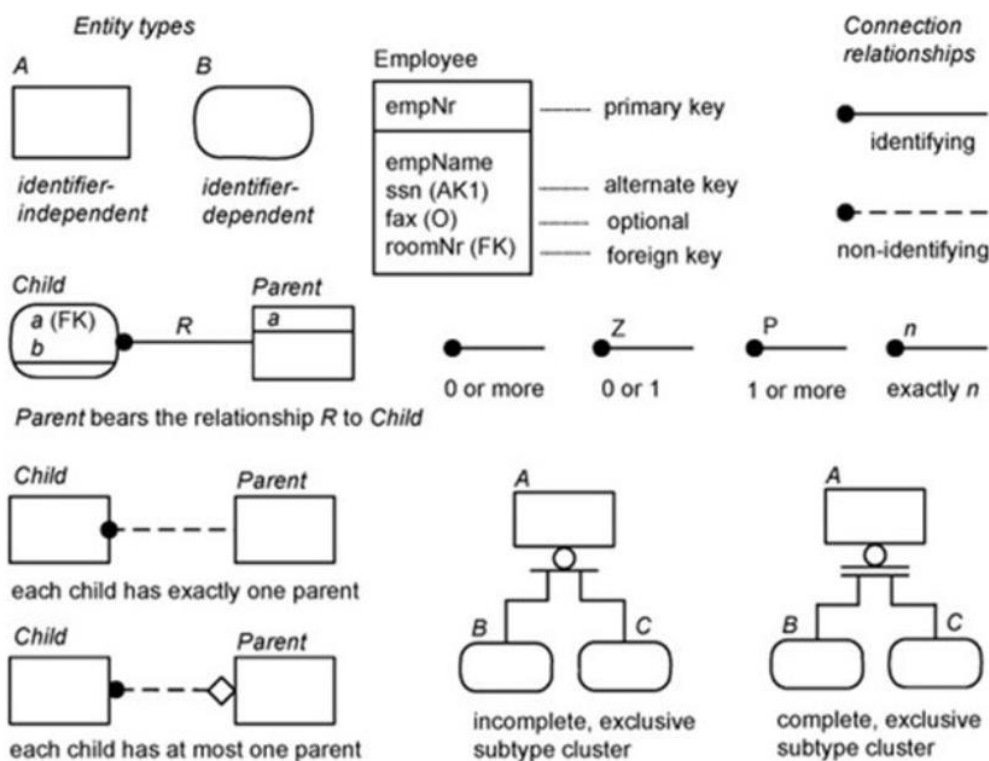 Entity types
A
B
identifier-
independent
identifier-
dependent
Employee
empNr
primary key
empName
ssn (AK1)
alternate key
fax (O)
optional
roomNr (FK)
foreign key
Connection
relationships
identifying
non-identifying
Child
a (FK)
b
R
Parent
a
Parent bears the relationship R to Child
0 or more
Z
0 or 1
P
1 or more
n
exactly n
Child
Parent
each child has exactly one parent
Child
Parent
each child has at most one parent
A
B
C
incomplete, exclusive
subtype cluster
A
B
C
complete, exclusive
subtype cluster